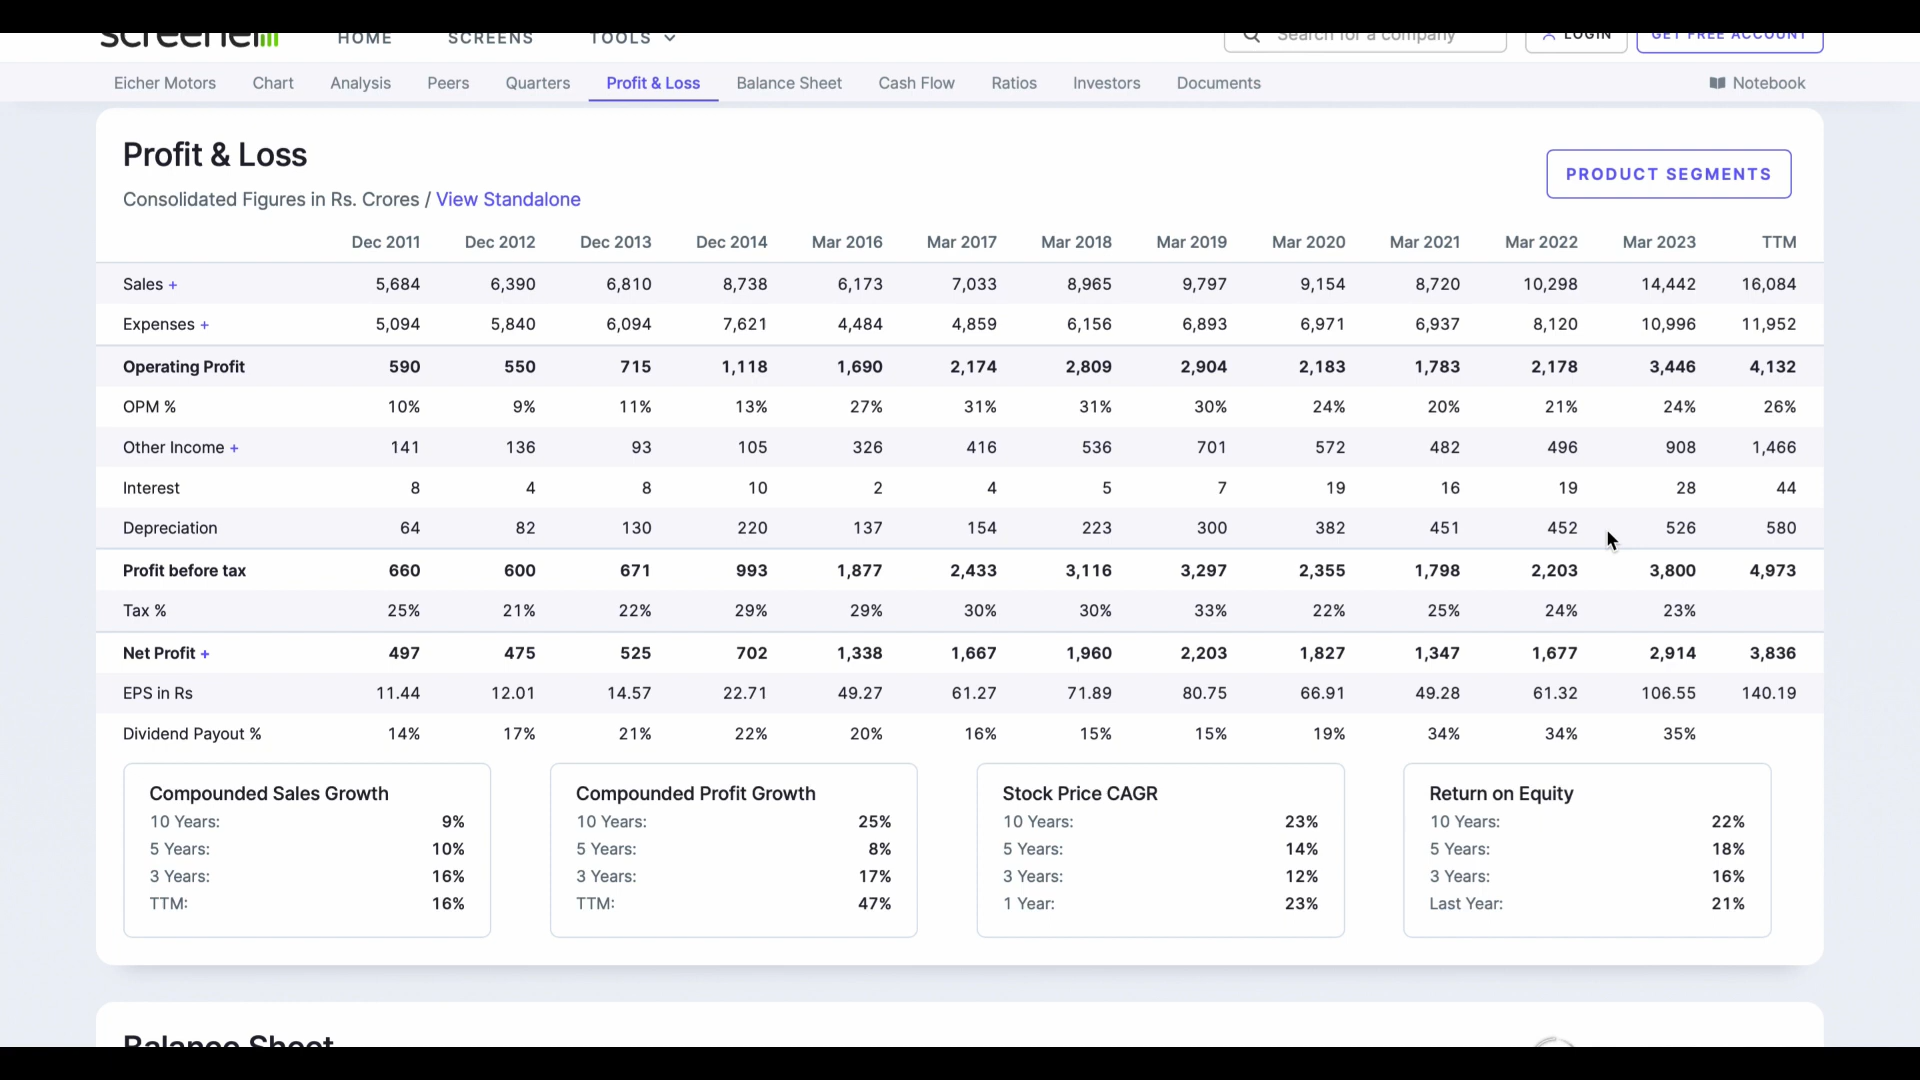 screener
HOME SCREENS TOOLS Search for a company LOGIN GET FREE ACCOUNT
Eicher Motors Chart Analysis Peers Quarters Profit & Loss Balance Sheet Cash Flow Ratios Investors Documents Notebook
Profit & Loss
PRODUCT SEGMENTS
Consolidated Figures in Rs. Crores / View Standalone
Dec 2011 Dec 2012 Dec 2013 Dec 2014 Mar 2016 Mar 2017 Mar 2018 Mar 2019 Mar 2020 Mar 2021 Mar 2022 Mar 2023 TTM
Sales + 5,684 6,390 6,810 8,738 6,173 7,033 8,965 9,797 9,154 8,720 10,298 14,442 16,084
Expenses + 5,094 5,840 6,094 7,621 4,484 4,859 6,156 6,893 6,971 6,937 8,120 10,996 11,952
Operating Profit 590 550 715 1,118 1,690 2,174 2,809 2,904 2,183 1,783 2,178 3,446 4,132
OPM % 10% 9% 11% 13% 27% 31% 31% 30% 24% 20% 21% 24% 26%
Other Income + 141 136 93 105 326 416 536 701 572 482 496 908 1,466
Interest 8 4 8 10 2 4 5 7 19 16 19 28 44
Depreciation 64 82 130 220 137 154 223 300 382 451 452 526 580
Profit before tax 660 600 671 993 1,877 2,433 3,116 3,297 2,355 1,798 2,203 3,800 4,973
Tax % 25% 21% 22% 29% 29% 30% 30% 33% 22% 25% 24% 23%
Net Profit + 497 475 525 702 1,338 1,667 1,960 2,203 1,827 1,347 1,677 2,914 3,836
EPS in Rs 11.44 12.01 14.57 22.71 49.27 61.27 71.89 80.75 66.91 49.28 61.32 106.55 140.19
Dividend Payout % 14% 17% 21% 22% 20% 16% 15% 15% 19% 34% 34% 35%
Compounded Sales Growth
10 Years: 9%
5 Years: 10%
3 Years: 16%
TTM: 16%
Compounded Profit Growth
10 Years: 25%
5 Years: 8%
3 Years: 17%
TTM: 47%
Stock Price CAGR
10 Years: 23%
5 Years: 14%
3 Years: 12%
1 Year: 23%
Return on Equity
10 Years: 22%
5 Years: 18%
3 Years: 16%
Last Year: 21%
Balance Sheet